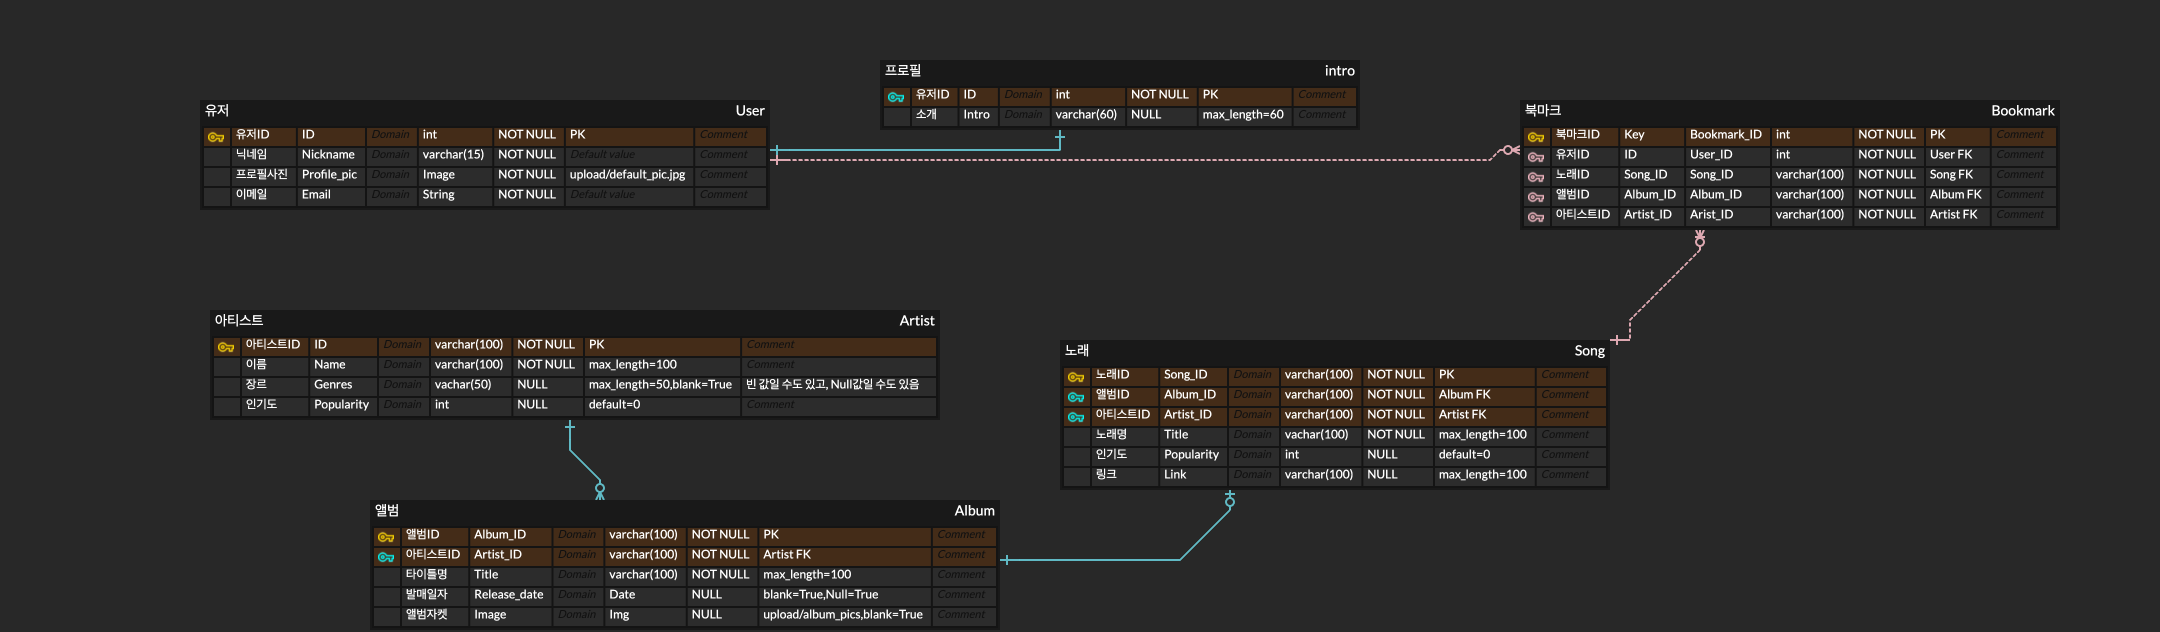 프로필 intro
유저ID ID Domain int NOT NULL PK Comment
소개 Intro Domain varchar(60) NULL max_length=60 Comment
유저 User
유저ID ID Domain int NOT NULL PK Comment
닉네임 Nickname Domain varchar(15) NOT NULL Default value Comment
프로필사진 Profile_pic Domain Image NOT NULL upload/default_pic.jpg Comment
이메일 Email Domain String NOT NULL Default value Comment
북마크 Bookmark
북마크ID Key Bookmark_ID int NOT NULL PK Comment
유저ID ID User_ID int NOT NULL User FK Comment
노래ID Song_ID Song_ID varchar(100) NOT NULL Song FK Comment
앨범ID Album_ID Album_ID varchar(100) NOT NULL Album FK Comment
아티스트ID Artist_ID Arist_ID varchar(100) NOT NULL Artist FK Comment
아티스트 Artist
아티스트ID ID Domain varchar(100) NOT NULL PK Comment
이름 Name Domain varchar(100) NOT NULL max_length=100 Comment
장르 Genres Domain vachar(50) NULL max_length=50,blank=True 빈 값일 수도 있고, Null값일 수도 있음
인기도 Popularity Domain int NULL default=0 Comment
노래 Song
노래ID Song_ID Domain varchar(100) NOT NULL PK Comment
앨범ID Album_ID Domain varchar(100) NOT NULL Album FK Comment
아티스트ID Artist_ID Domain varchar(100) NOT NULL Artist FK Comment
노래명 Title Domain vachar(100) NOT NULL max_length=100 Comment
인기도 Popularity Domain int NULL default=0 Comment
링크 Link Domain varchar(100) NULL max_length=100 Comment
앨범 Album
앨범ID Album_ID Domain varchar(100) NOT NULL PK Comment
아티스트ID Artist_ID Domain varchar(100) NOT NULL Artist FK Comment
타이틀명 Title Domain varchar(100) NOT NULL max_length=100 Comment
발매일자 Release_date Domain Date NULL blank=True,Null=True Comment
앨범자켓 Image Domain Img NULL upload/album_pics,blank=True Comment